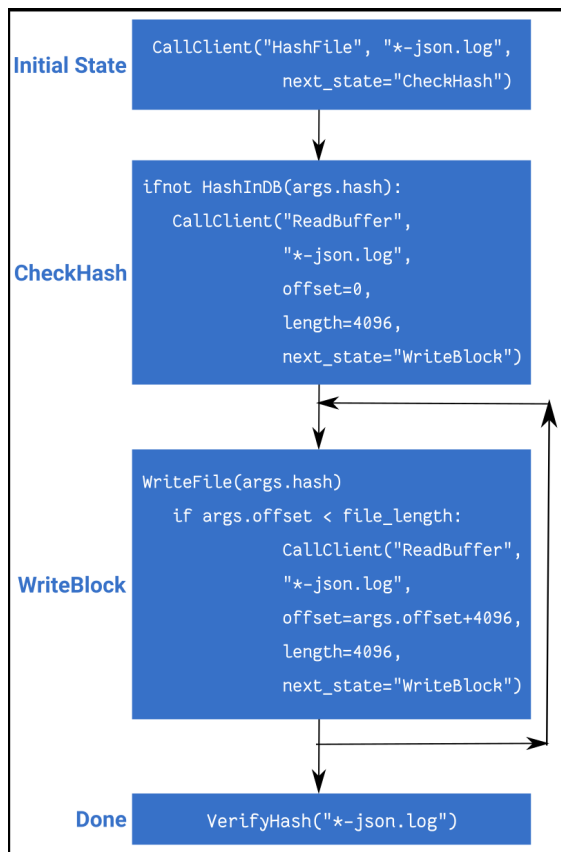 Initial State
CallClient("HashFile", "*-json.log",
next_state="CheckHash")
CheckHash
ifnot HashInDB(args.hash):
CallClient("ReadBuffer",
"*-json.log",
offset=0,
length=4096,
next_state="WriteBlock")
WriteBlock
WriteFile(args.hash)
if args.offset < file_length:
CallClient("ReadBuffer",
"*-json.log",
offset=args.offset+4096,
length=4096,
next_state="WriteBlock")
Done
VerifyHash("*-json.log")